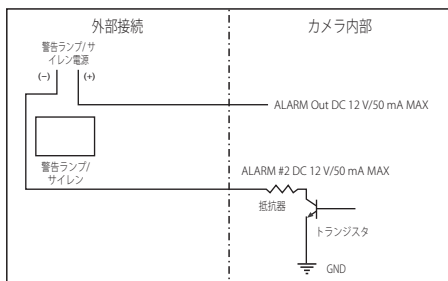 外部接続
カメラ内部
警告ランプ/ サ
イレン電源
(−) (+)
ALARM Out DC 12 V/50 mA MAX
警告ランプ/
サイレン
ALARM #2 DC 12 V/50 mA MAX
抵抗器
トランジスタ
GND